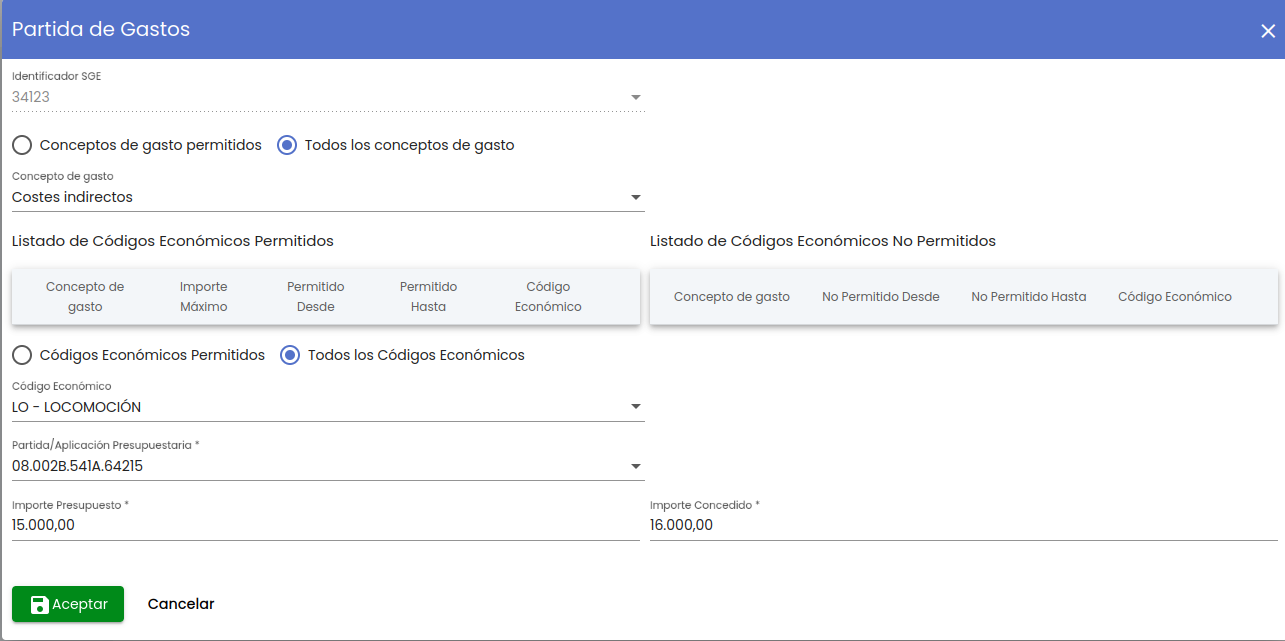 Partida de Gastos
Identificador SGE
34123
Conceptos de gasto permitidos Todos los conceptos de gasto
Concepto de gasto
Costes indirectos
Listado de Códigos Económicos Permitidos
Concepto de gasto
Importe Máximo
Permitido Desde
Permitido Hasta
Código Económico
Listado de Códigos Económicos No Permitidos
Concepto de gasto No Permitido Desde No Permitido Hasta Código Económico
Códigos Económicos Permitidos Todos los Códigos Económicos
Código Económico
LO - LOCOMOCIÓN
Partida/Aplicación Presupuestaria *
08.002B.541A.64215
Importe Presupuesto *
15.000,00
Importe Concedido *
16.000,00
Aceptar Cancelar